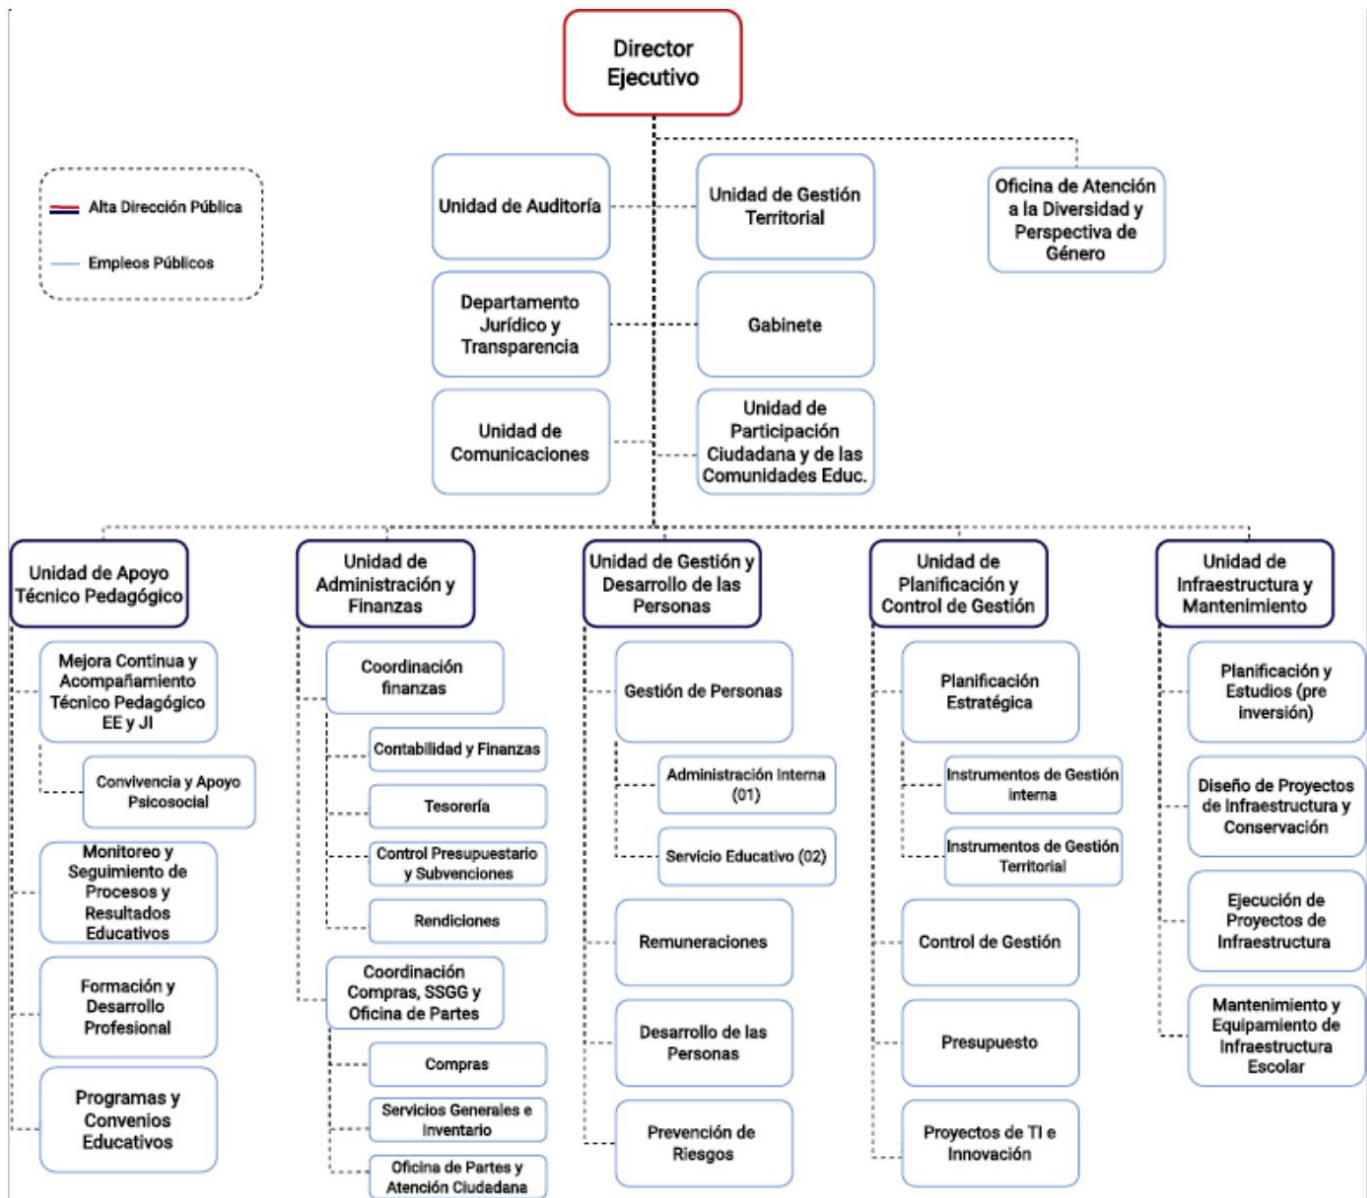 Director
Ejecutivo
Alta Dirección Pública
Empleos Públicos
Unidad de Auditoría
Unidad de Gestión
Territorial
Oficina de Atención
a la Diversidad y
Perspectiva de
Género
Departamento
Jurídico y
Transparencia
Gabinete
Unidad de
Comunicaciones
Unidad de
Participación
Ciudadana y de las
Comunidades Educ.
Unidad de Apoyo
Técnico Pedagógico
Mejora Continua y
Acompañamiento
Técnico Pedagógico
EE y JI
Convivencia y Apoyo
Psicosocial
Monitoreo y
Seguimiento de
Procesos y
Resultados
Educativos
Formación y
Desarrollo
Profesional
Programas y
Convenios
Educativos
Unidad de
Administración y
Finanzas
Coordinación
finanzas
Contabilidad y Finanzas
Tesorería
Control Presupuestario
y Subvenciones
Rendiciones
Coordinación
Compras, SSGG y
Oficina de Partes
Compras
Servicios Generales e
Inventario
Oficina de Partes y
Atención Ciudadana
Unidad de Gestión y
Desarrollo de las
Personas
Gestión de Personas
Administración Interna
(01)
Servicio Educativo (02)
Remuneraciones
Desarrollo de las
Personas
Prevención de
Riesgos
Unidad de
Planificación y
Control de Gestión
Planificación
Estratégica
Instrumentos de Gestión
interna
Instrumentos de Gestión
Territorial
Control de Gestión
Presupuesto
Proyectos de TI e
Innovación
Unidad de
Infraestructura y
Mantenimiento
Planificación y
Estudios (pre
inversión)
Diseño de Proyectos
de Infraestructura y
Conservación
Ejecución de
Proyectos de
Infraestructura
Mantenimiento y
Equipamiento de
Infraestructura
Escolar